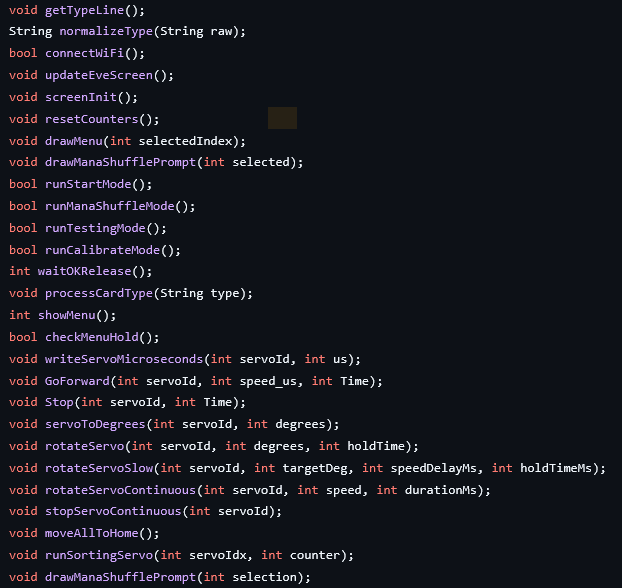 void getTypeLine();
String normalizeType(String raw);
bool connectWiFi();
void updateEveScreen();
void screenInit();
void resetCounters();
void drawMenu(int selectedIndex);
void drawManaShufflePrompt(int selected);
bool runStartMode();
bool runManaShuffleMode();
bool runTestingMode();
bool runCalibrateMode();
int waitOKRelease();
void processCardType(String type);
int showMenu();
bool checkMenuHold();
void writeServoMicroseconds(int servoId, int us);
void GoForward(int servoId, int speed_us, int Time);
void Stop(int servoId, int Time);
void servoToDegrees(int servoId, int degrees);
void rotateServo(int servoId, int degrees, int holdTime);
void rotateServoSlow(int servoId, int targetDeg, int speedDelayMs, int holdTimeMs);
void rotateServoContinuous(int servoId, int speed, int durationMs);
void stopServoContinuous(int servoId);
void moveAllToHome();
void runSortingServo(int servoIdx, int counter);
void drawManaShufflePrompt(int selection);